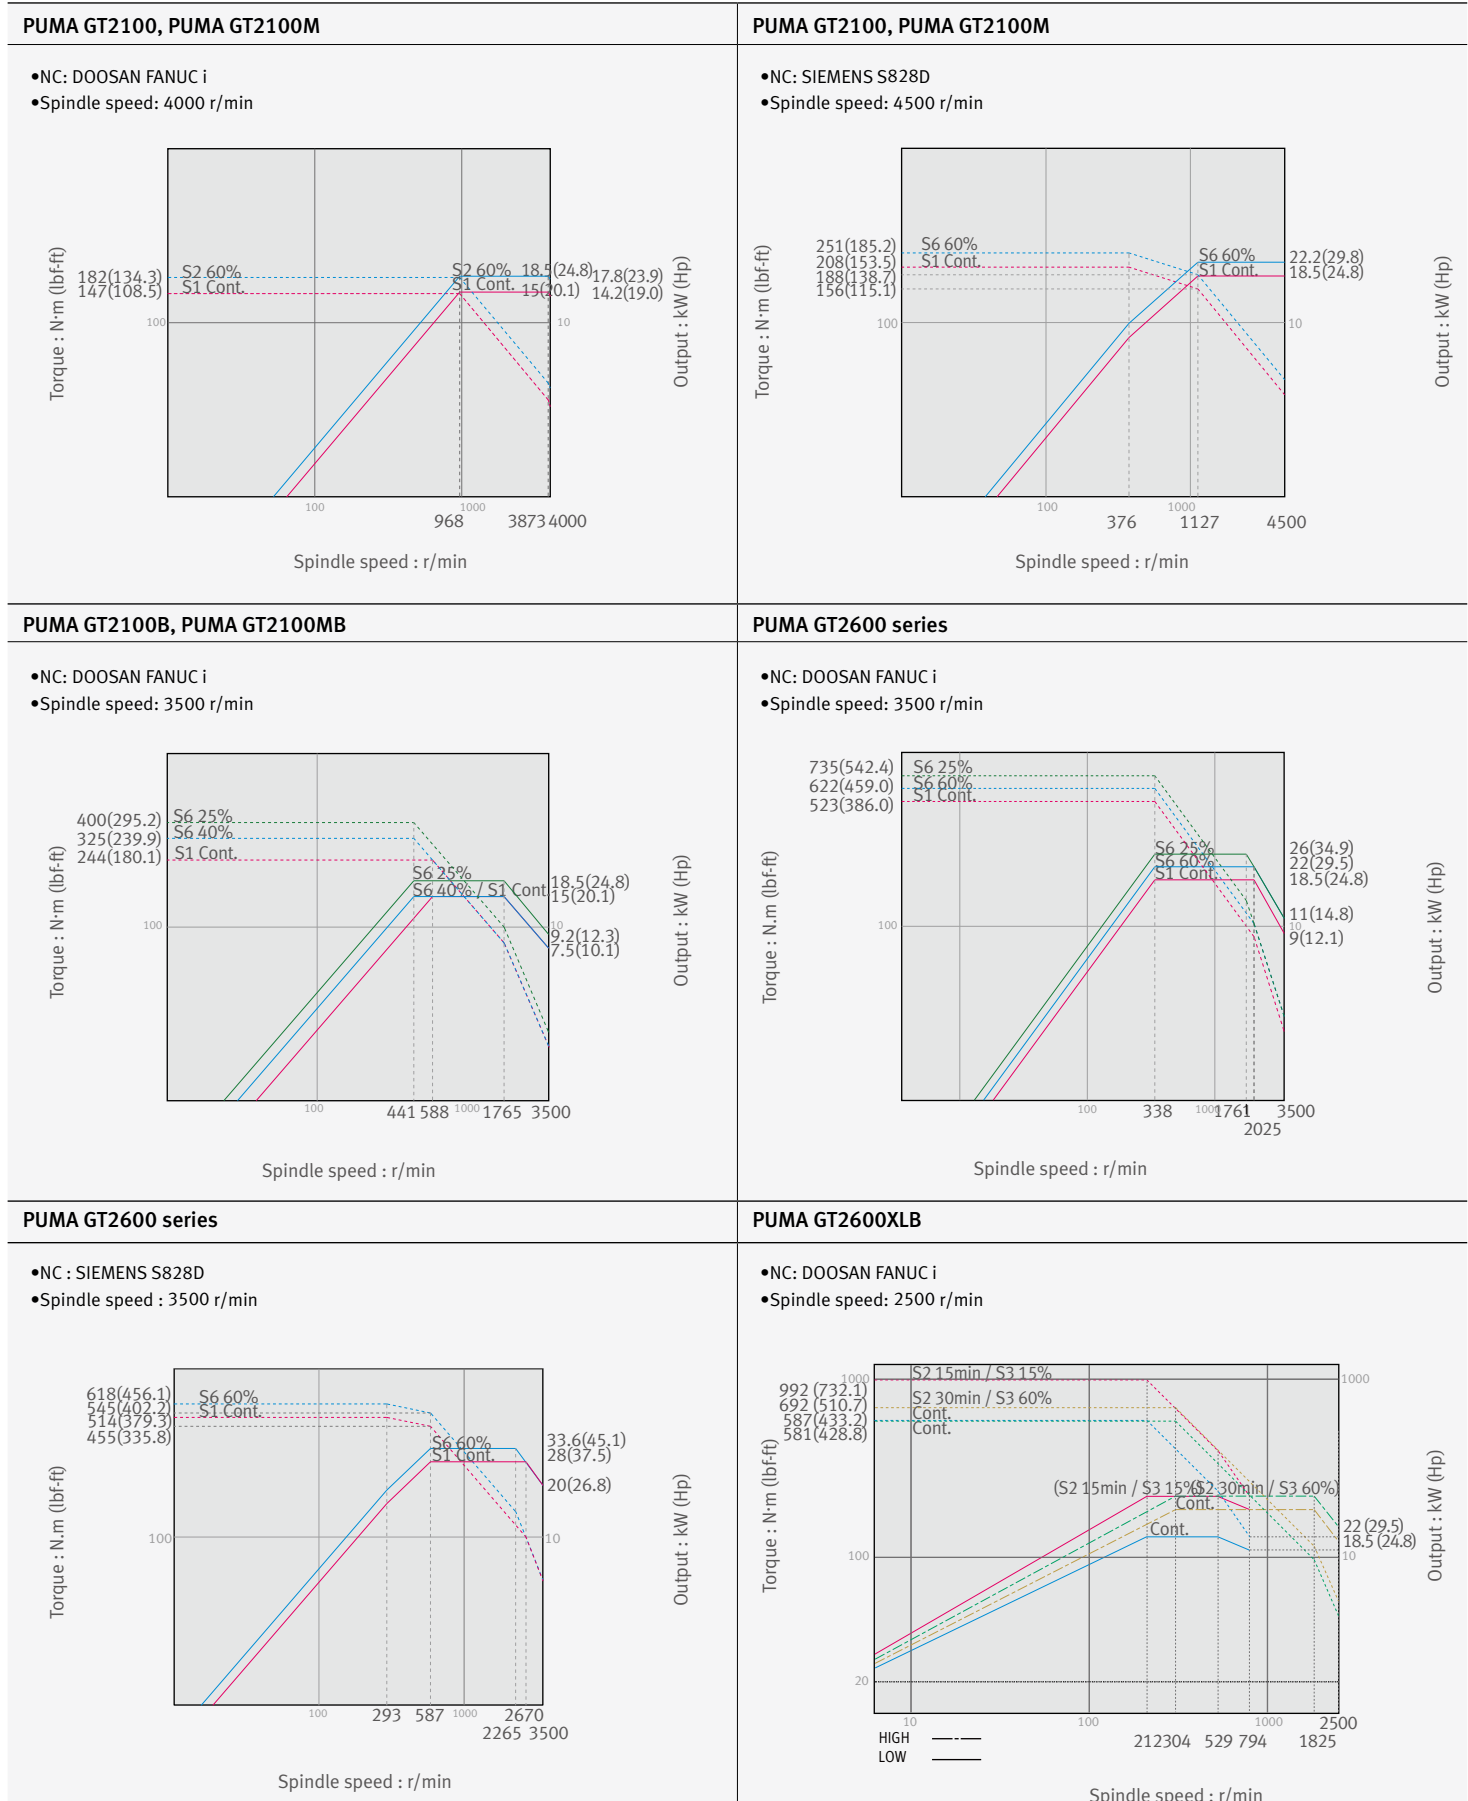 PUMA GT2100, PUMA GT2100M
•NC: DOOSAN FANUC i
•Spindle speed: 4000 r/min
Torque : N·m (lbf-ft)
182(134.3)
147(108.5)
100
S2 60%
S1 Cont.
S2 60%
S1 Cont.
18.5(24.8)
15(20.1)
17.8(23.9)
14.2(19.0)
10
Output : kW (Hp)
100
1000
968
3873
4000
Spindle speed : r/min
PUMA GT2100, PUMA GT2100M
•NC: SIEMENS S828D
•Spindle speed: 4500 r/min
Torque : N·m (lbf-ft)
251(185.2)
208(153.5)
188(138.7)
156(115.1)
100
S6 60%
S1 Cont.
S6 60%
S1 Cont.
22.2(29.8)
18.5(24.8)
10
Output : kW (Hp)
100
1000
376
1127
4500
Spindle speed : r/min
PUMA GT2100B, PUMA GT2100MB
•NC: DOOSAN FANUC i
•Spindle speed: 3500 r/min
Torque : N·m (lbf-ft)
400(295.2)
325(239.9)
244(180.1)
100
S6 25%
S6 40%
S1 Cont.
S6 25%
S6 40% / S1 Cont.
18.5(24.8)
15(20.1)
10
9.2(12.3)
7.5(10.1)
Output : kW (Hp)
100
1000
441
588
1765
3500
Spindle speed : r/min
PUMA GT2600 series
•NC: DOOSAN FANUC i
•Spindle speed: 3500 r/min
Torque : N.m (lbf-ft)
735(542.4)
622(459.0)
523(386.0)
100
S6 25%
S6 60%
S1 Cont.
S6 25%
S6 60%
S1 Cont.
26(34.9)
22(29.5)
18.5(24.8)
11(14.8)
10
9(12.1)
Output : kW (Hp)
100
1000
338
1761
3500
2025
Spindle speed : r/min
PUMA GT2600 series
•NC : SIEMENS S828D
•Spindle speed : 3500 r/min
Torque : N.m (lbf-ft)
618(456.1)
545(402.2)
514(379.3)
455(335.8)
100
S6 60%
S1 Cont.
S6 60%
S1 Cont.
33.6(45.1)
28(37.5)
20(26.8)
10
Output : kW (Hp)
100
1000
293
587
2670
2265
3500
Spindle speed : r/min
PUMA GT2600XLB
•NC: DOOSAN FANUC i
•Spindle speed: 2500 r/min
Torque : N·m (lbf-ft)
1000
992 (732.1)
692 (510.7)
587(433.2)
581(428.8)
100
20
S2 15min / S3 15%
S2 30min / S3 60%
Cont.
Cont.
(S2 15min / S3 15%)
(S2 30min / S3 60%)
Cont.
Cont.
1000
22 (29.5)
18.5 (24.8)
10
Output : kW (Hp)
10
100
1000
2500
212
304
529
794
1825
HIGH
LOW
Spindle speed : r/min